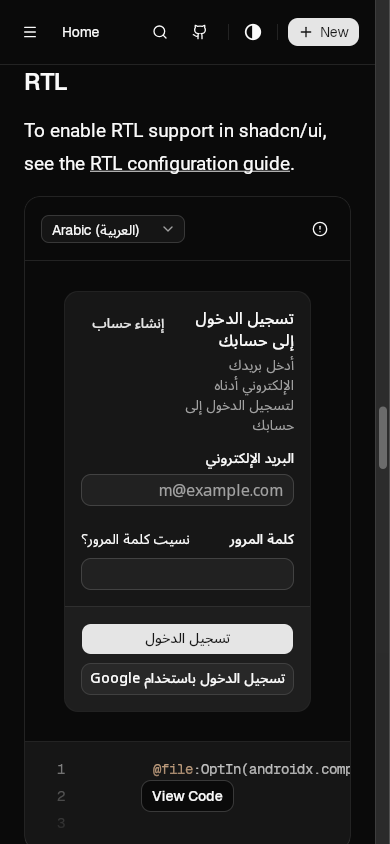 Home
New
RTL
To enable RTL support in shadcn/ui,
see the RTL configuration guide.
Arabic (العربية)
تسجيل الدخول
إلى حسابك
إنشاء حساب
أدخل بريدك
الإلكتروني أدناه
لتسجيل الدخول إلى
حسابك
البريد الإلكتروني
m@example.com
كلمة المرور
نسيت كلمة المرور؟
تسجيل الدخول
تسجيل الدخول باستخدام Google
1 @file:OptIn(androidx.comp
2
View Code
3